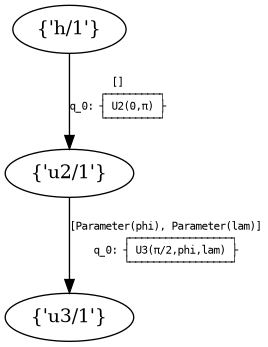 {'h/1'}
[]
q_0: U2(0,π)
{'u2/1'}
[Parameter(phi), Parameter(lam)]
q_0: U3(π/2,phi,lam)
{'u3/1'}